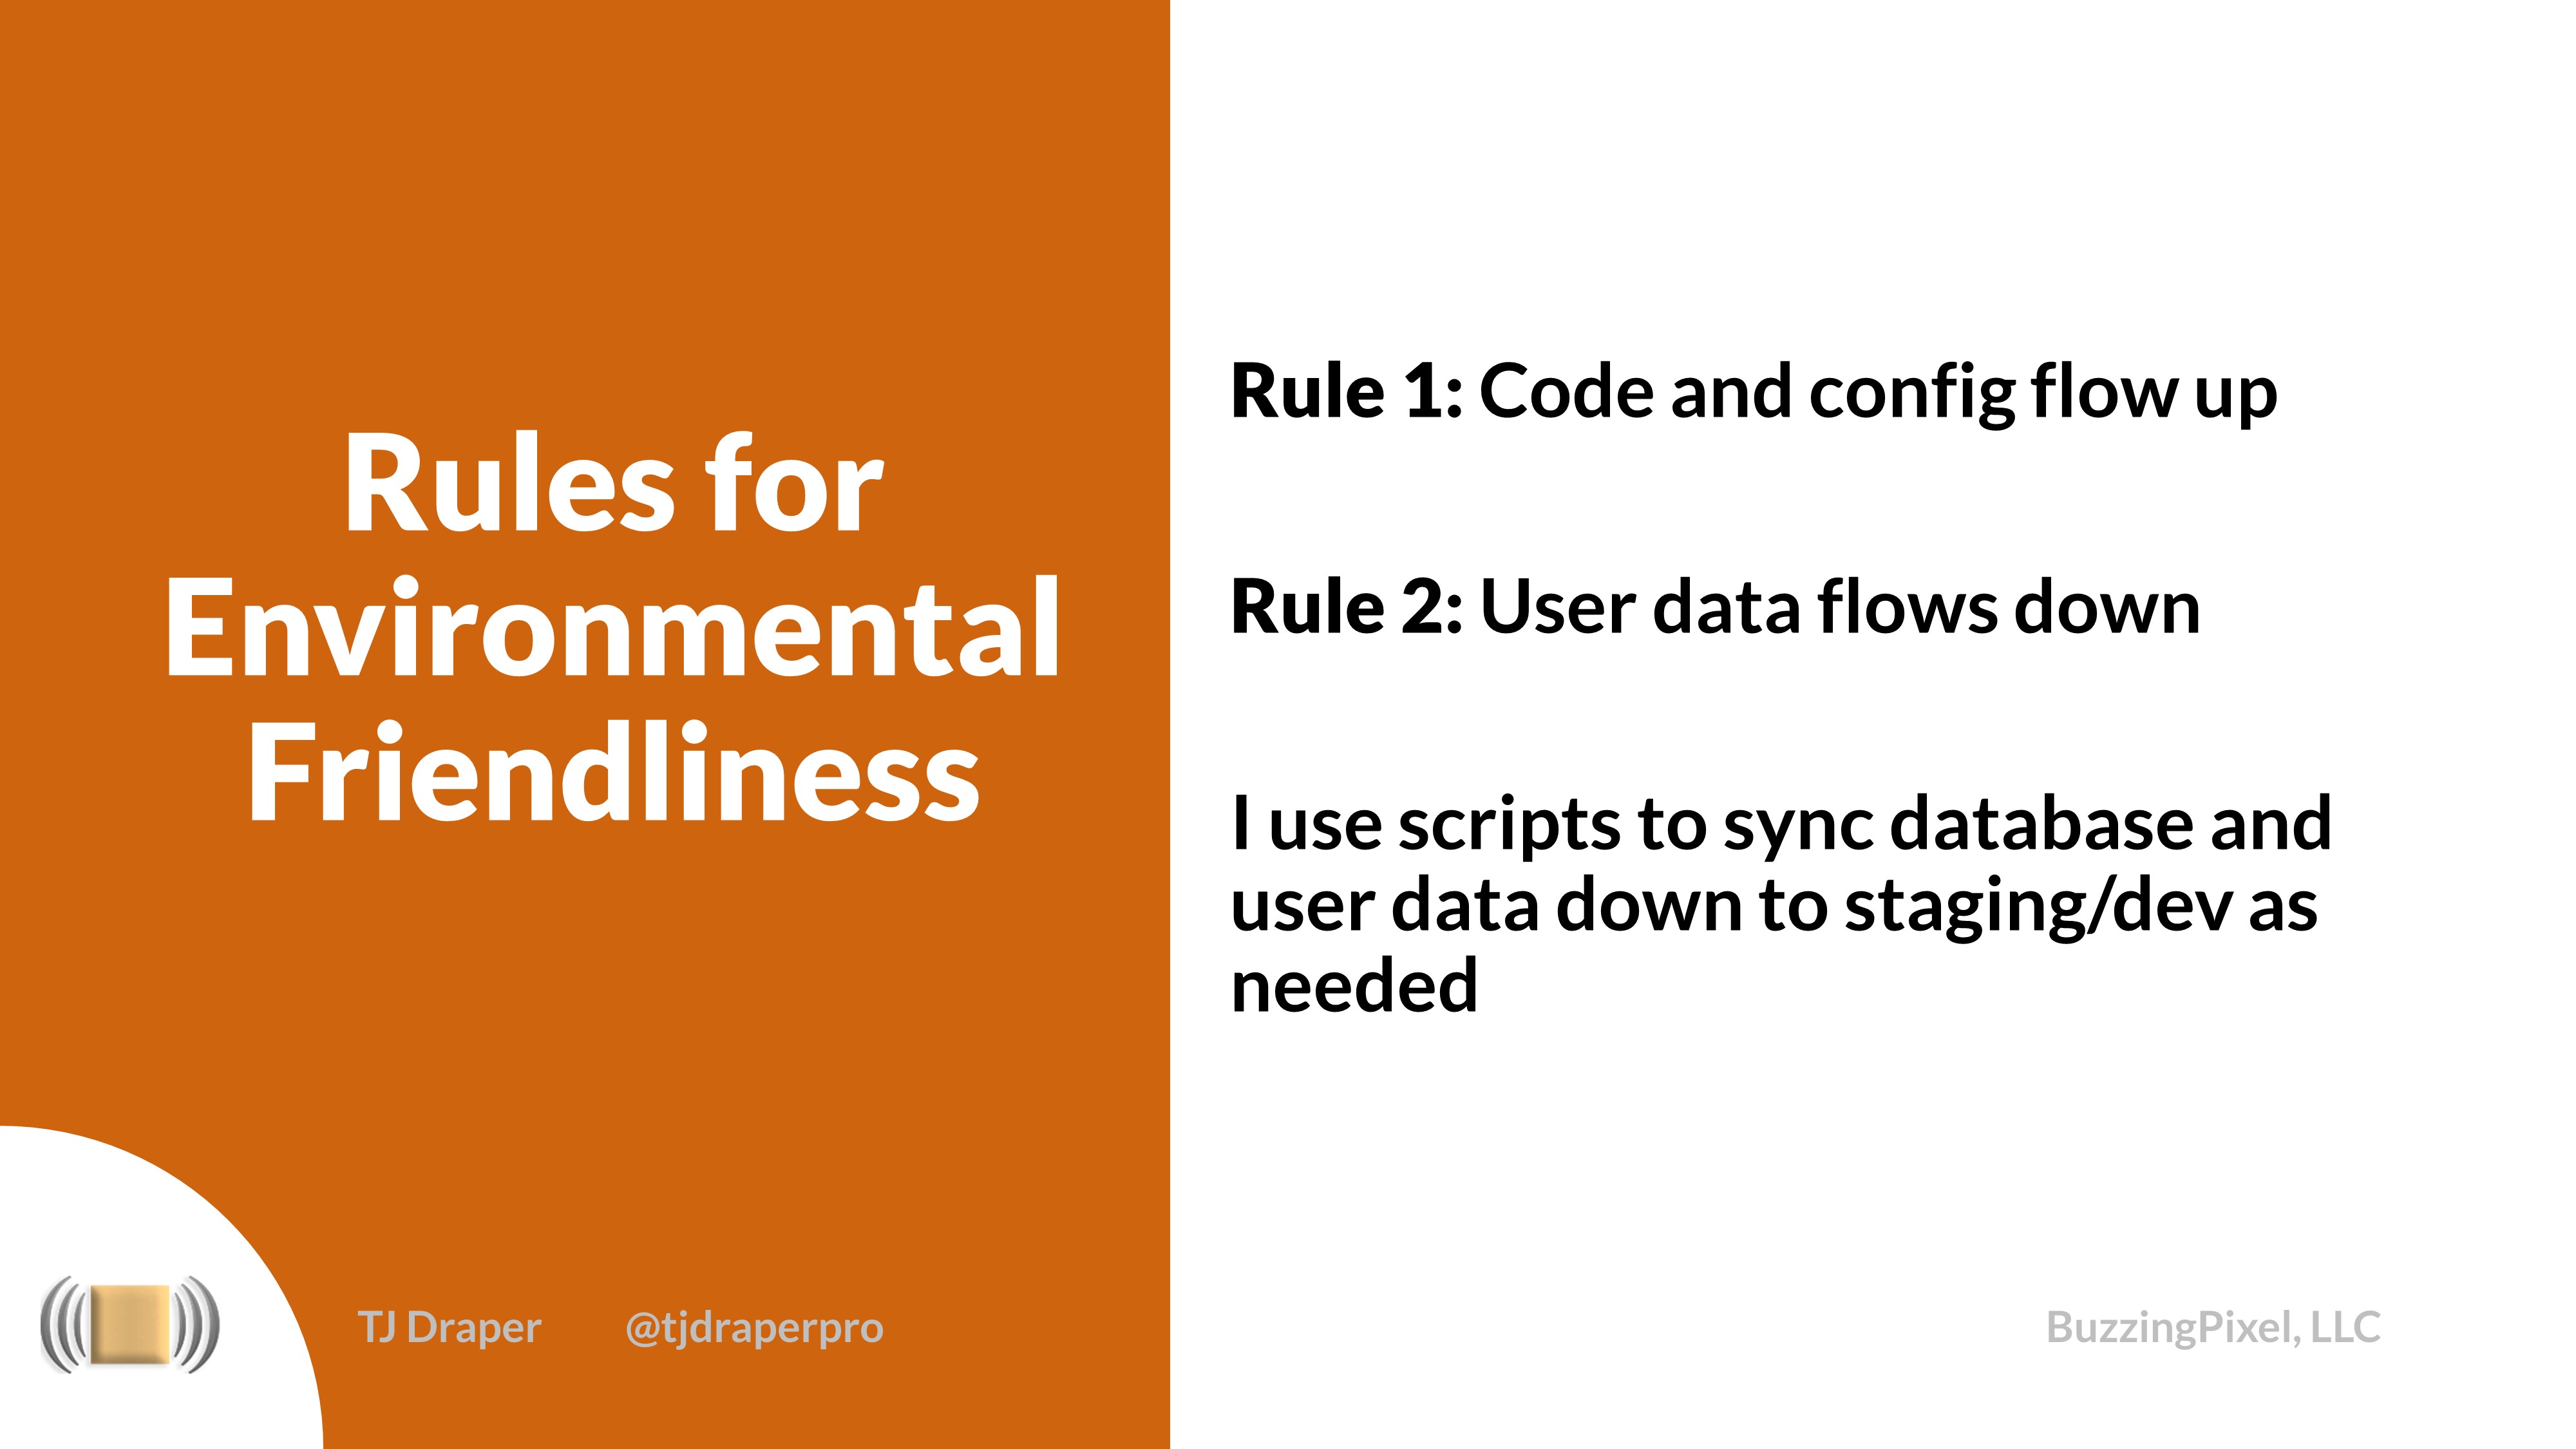 Rules for
Environmental
Friendliness
Rule 1: Code and config flow up
Rule 2: User data flows down
I use scripts to sync database and
user data down to staging/dev as
needed
TJ Draper @tjdraperpro
BuzzingPixel, LLC